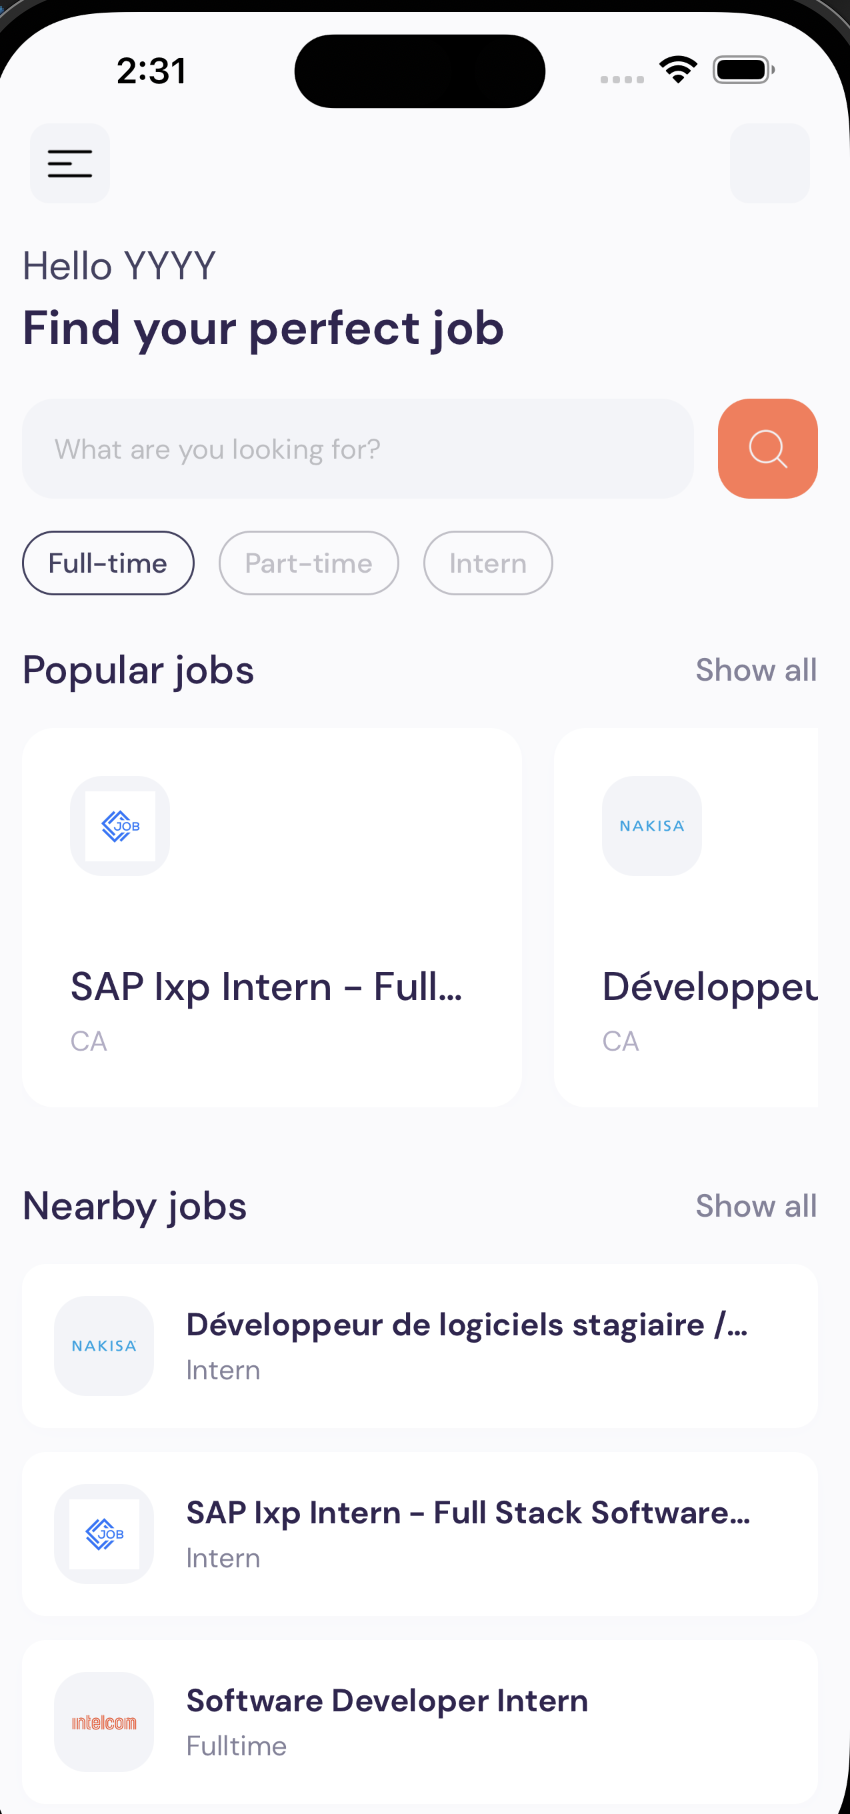 2:31
Hello YYYY
Find your perfect job
What are you looking for?
Full-time Part-time Intern
Popular jobs Show all
JOB NAKISA
SAP Ixp Intern - Full... Développeu
CA CA
Nearby jobs Show all
NAKISA
Développeur de logiciels stagiaire /...
Intern
JOB
SAP Ixp Intern - Full Stack Software...
Intern
intelcom
Software Developer Intern
Fulltime